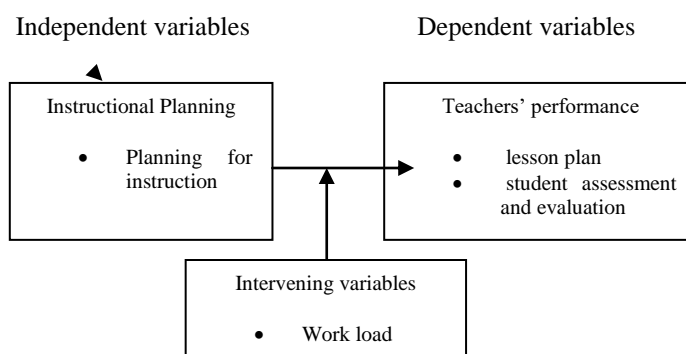 Independent variables
Dependent variables
Instructional Planning
• Planning for
instruction
Teachers’ performance
• lesson plan
• student assessment
and evaluation
Intervening variables
• Work load